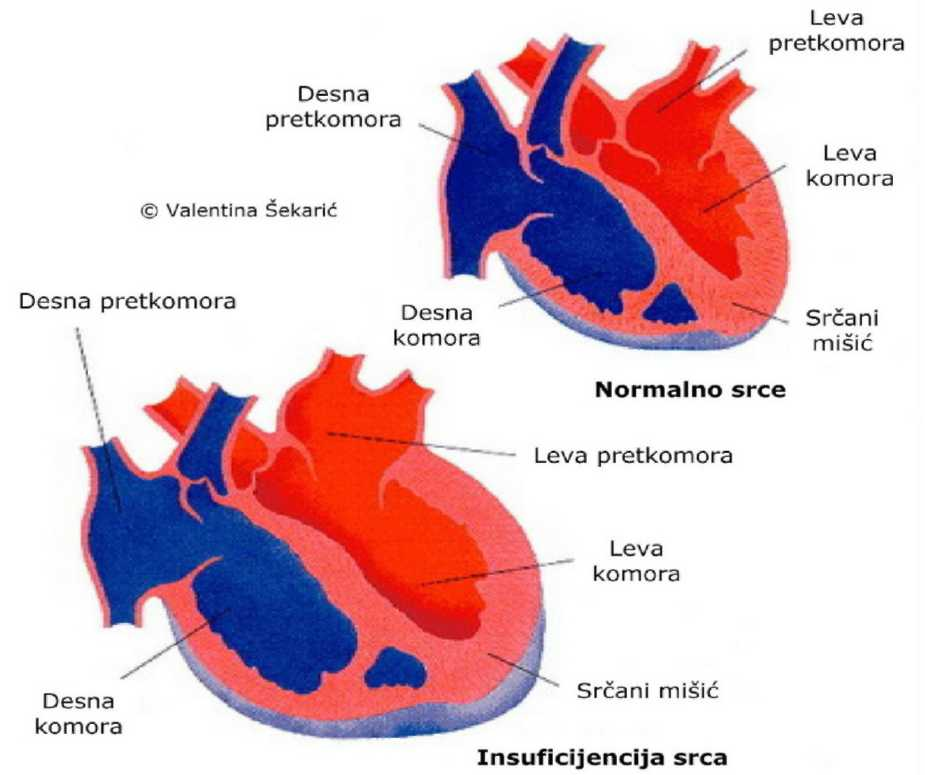 Leva
pretkomora
Desna
pretkomora
Leva
komora
© Valentina Šekarić
Desna pretkomora
Desna
komora
Srčani
mišić
Normalno srce
Leva pretkomora
Leva
komora
Srčani mišić
Desna
komora
Insuficijencija srca